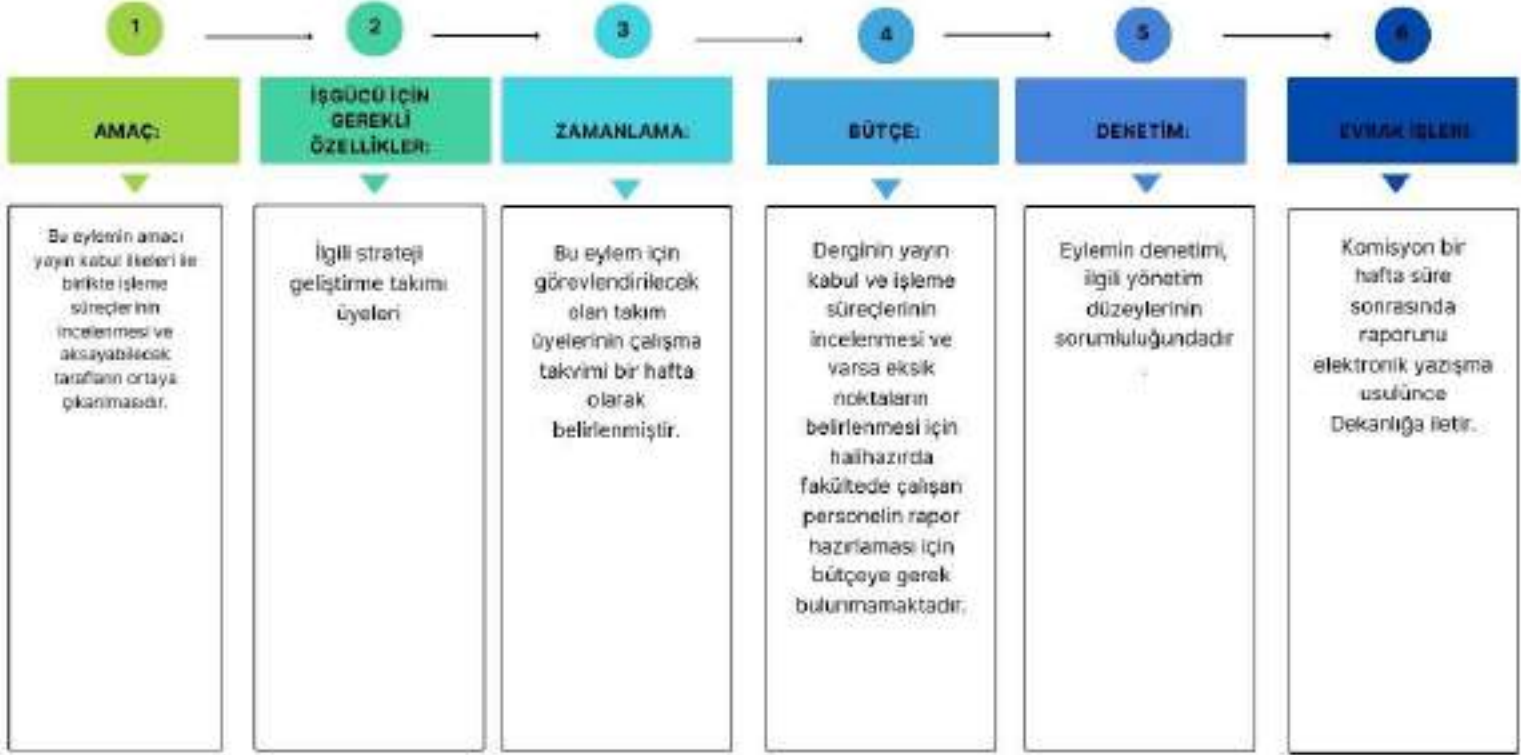 1
2
3
4
5
6
AMAÇ:
İŞGÜCÜ İÇİN
GEREKLİ
ÖZELLİKLER:
ZAMANLAMA:
BÜTÇE:
DENETİM:
EVRAK İŞLERİ:
Bu eylemin amacı
yayın kabul ilkeleri ile
birlikte işleme
süreçlerinin
incelenmesi ve
aksayabilecek
tarafların ortaya
çıkarılmasıdır.
İlgili strateji
geliştirme takımı
üyeleri
Bu eylem için
görevlendirilecek
olan takım
üyelerinin çalışma
takvimi bir hafta
olarak
belirlenmiştir.
Derginin yayın
kabul ve işleme
süreçlerinin
incelenmesi ve
varsa eksik
noktaların
belirlenmesi için
halihazırda
fakültede çalışan
personelin rapor
hazırlaması için
bütçeye gerek
bulunmamaktadır.
Eylemin denetimi,
ilgili yönetim
düzeylerinin
sorumluluğundadır
.
Komisyon bir
hafta süre
sonrasında
raporunu
elektronik yazışma
usulünce
Dekanlığa iletir.